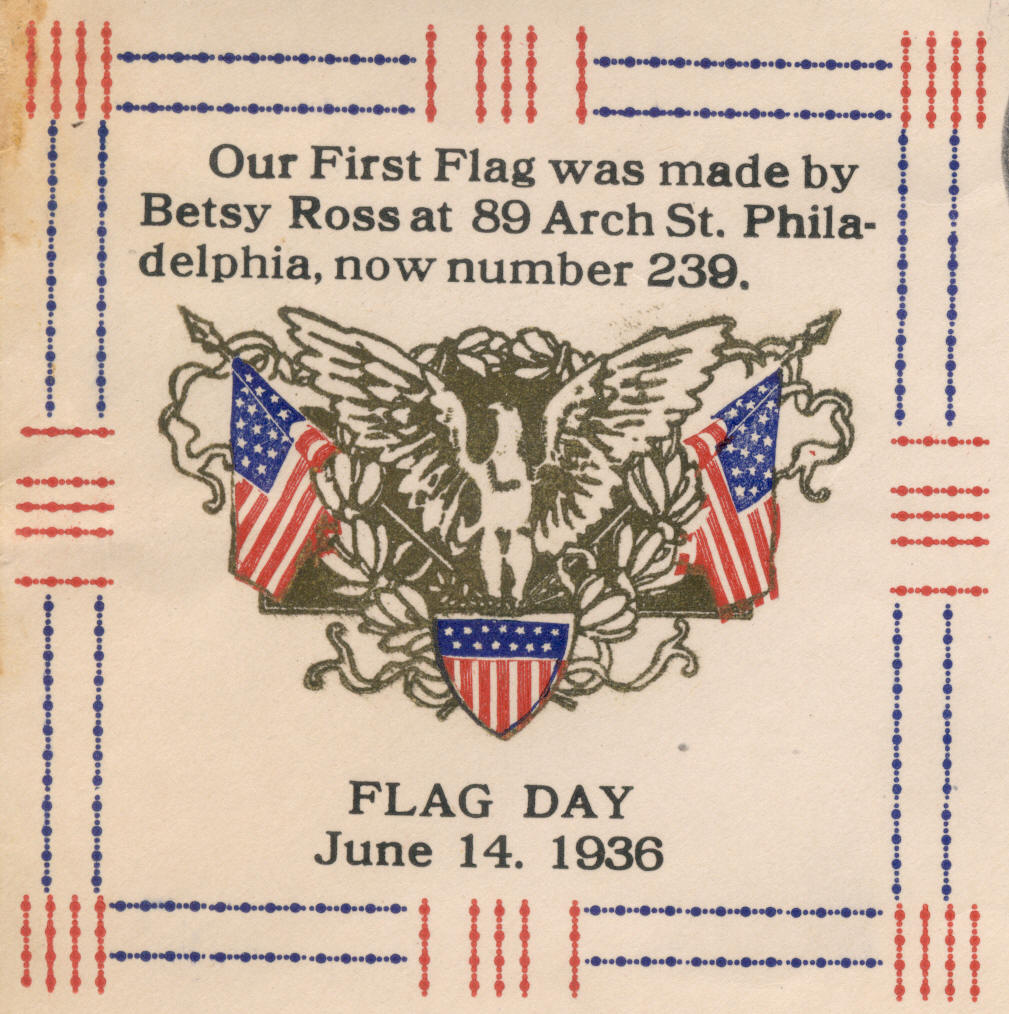 Our First Flag was made by
Betsy Ross at 89 Arch St. Phila-
delphia, now number 239.
FLAG DAY
June 14. 1936